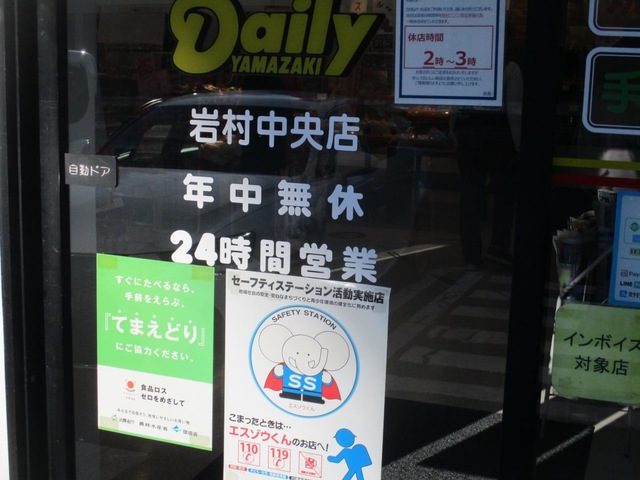 Daily
YAMAZAKI
岩村中央店
年中無休
24時間営業
休店時間
2時~3時
自動ドア
すぐにたべるなら、
手前をえらぶ。
『てまえどり』
にご協力ください。
食品ロス
ゼロをめざして
セーフティステーション活動実施店
SAFETY STATION
S.S
エスゾウくん
こまったときは…
エスゾウくんのお店へ!
110
119
インボイス
対象店